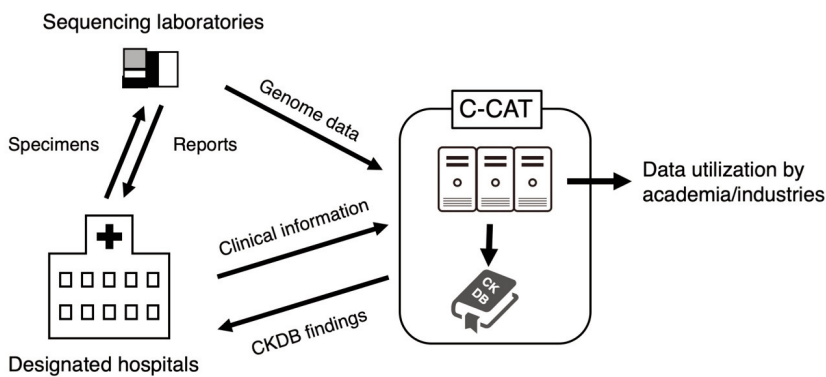 Sequencing laboratories
Genome data
C-CAT
Specimens
Reports
Data utilization by
academia/industries
Clinical information
CK
DB
CKDB findings
Designated hospitals